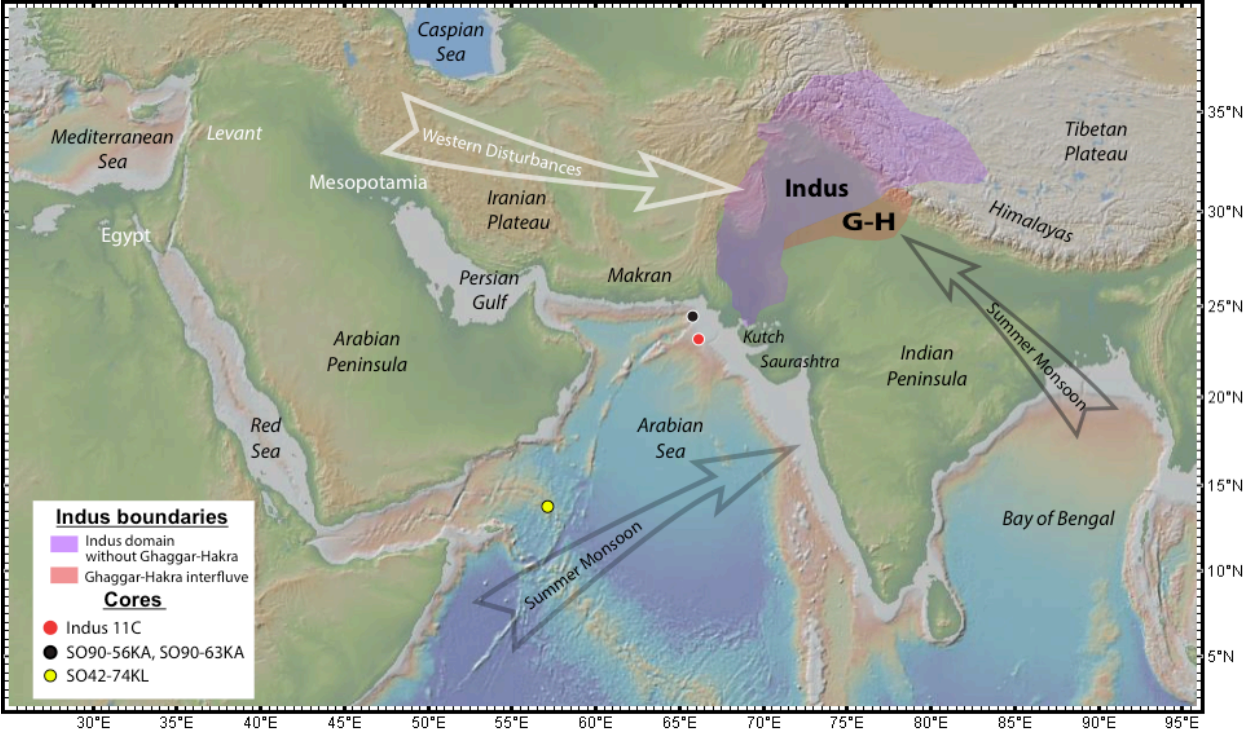 Caspian
Sea
Mediterranean
Sea
Levant
Western Disturbances
Mesopotamia
Iranian
Plateau
Egypt
Persian
Gulf
Makran
Indus
G-H
Tibetan
Plateau
Himalayas
Arabian
Peninsula
Kutch
Saurashtra
Indian
Peninsula
Summer Monsoon
Red
Sea
Arabian
Sea
Summer Monsoon
Bay of Bengal
Indus boundaries
Indus domain
without Ghaggar-Hakra
Ghaggar-Hakra interfluve
Cores
Indus 11C
SO90-56KA, SO90-63KA
SO42-74KL
35°N
30°N
25°N
20°N
15°N
10°N
5°N
30°E 35°E 40°E 45°E 50°E 55°E 60°E 65°E 70°E 75°E 80°E 85°E 90°E 95°E